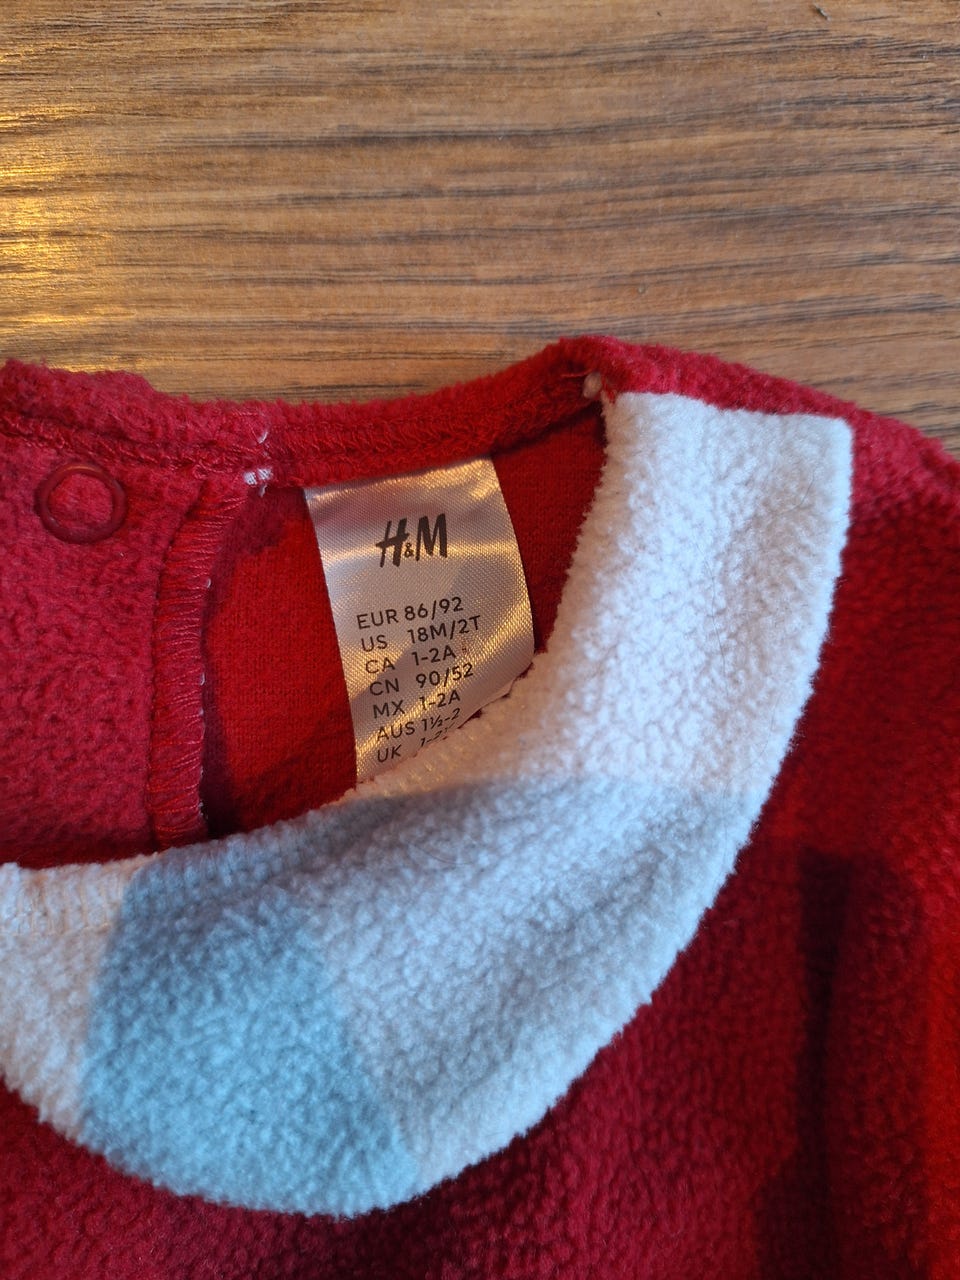 H&M
EUR 86/92
US 18M/2T
CA 1-2A
CN 90/52
MX 1-2A
AUS 1½-2
UK